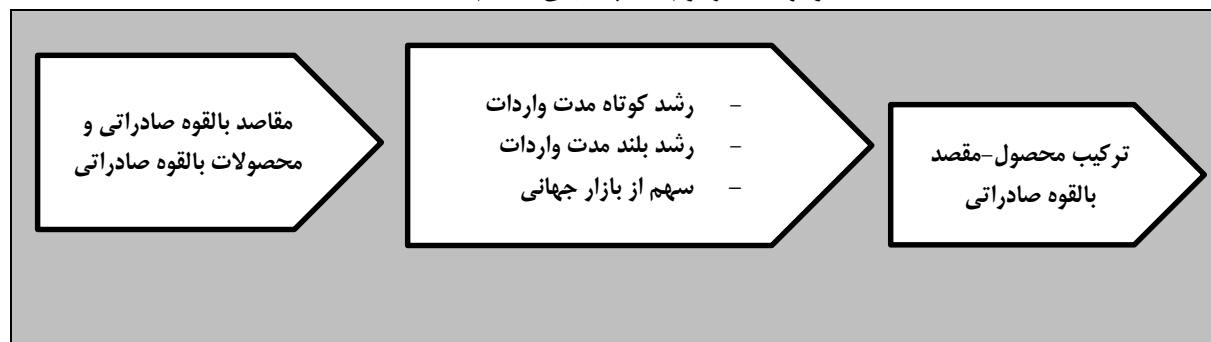 مقاصد بالقوه صادراتی و
محصولات بالقوه صادراتی
- رشد کوتاه مدت واردات
- رشد بلند مدت واردات
- سهم از بازار جهانی
ترکیب محصول-مقصد
بالقوه صادراتی